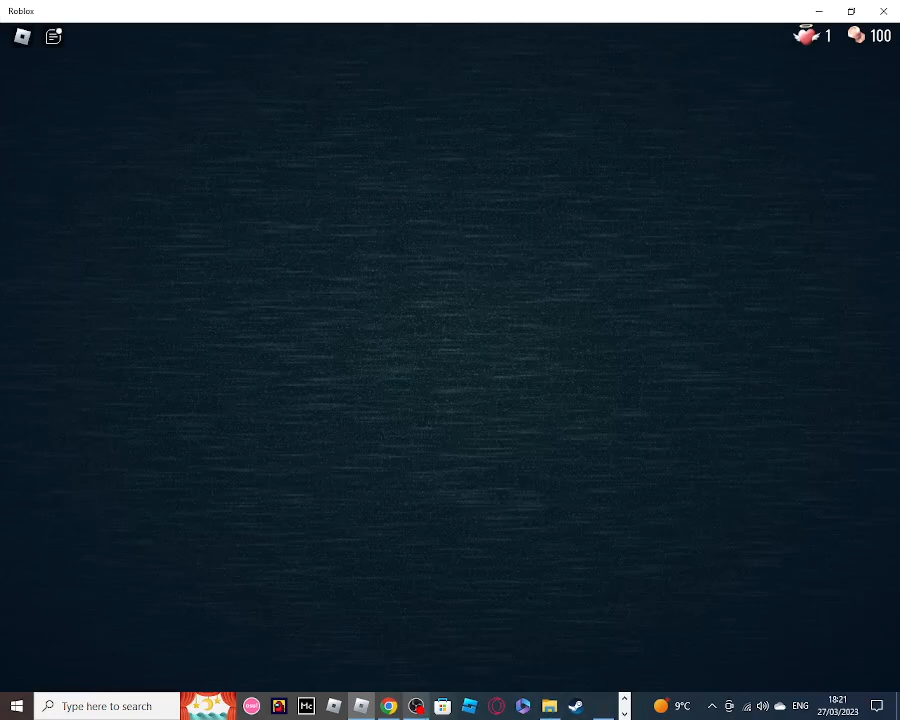 Roblox
1
100
Type here to search
Mc
9°C
ENG
18:21
27/03/2023